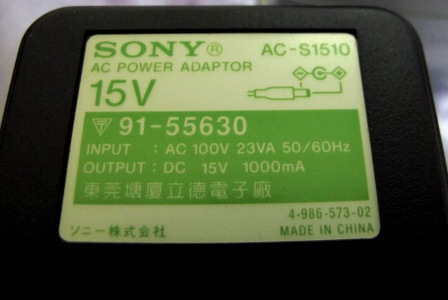 SONY® AC-S1510
AC POWER ADAPTOR
15V
91-55630
INPUT : AC 100V 23VA 50/60Hz
OUTPUT : DC 15V 1000mA
東莞塘厦立德電子廠
4-986-573-02
ソニー株式会社 MADE IN CHINA